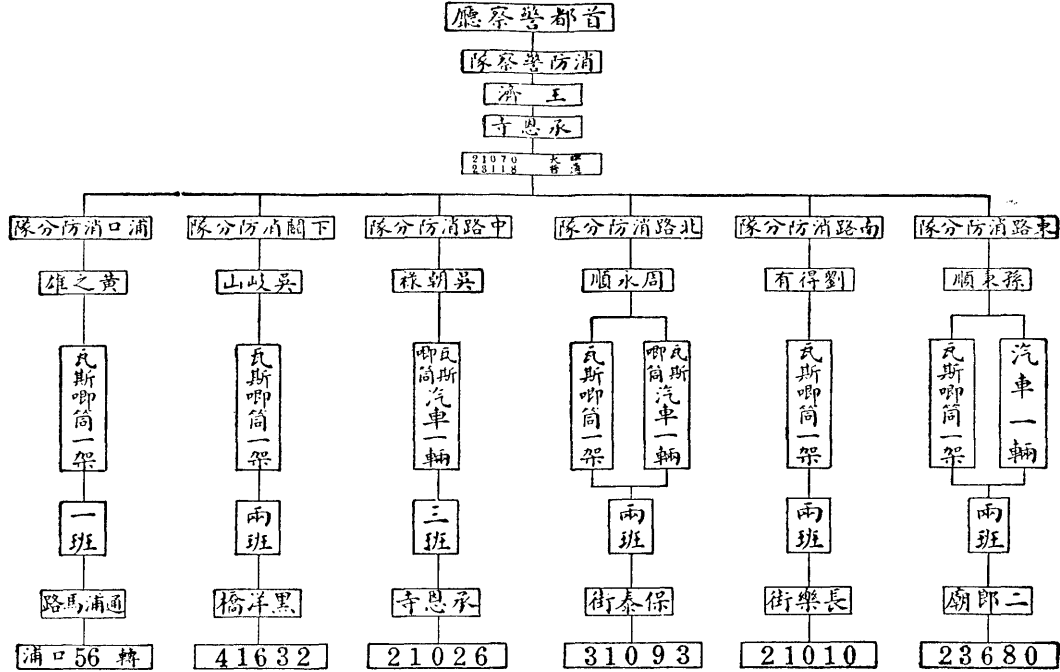 首都警察廳
消防警察隊
王濟
承恩寺
21070
23118
東路消防分隊
南路消防分隊
北路消防分隊
中路消防分隊
下關消防分隊
浦口消防分隊
劉得有
周永順
吳朝祿
吳岐山
黃之雄
汽車一輛
瓦斯唧筒一架
瓦斯唧筒一架
瓦斯唧筒汽車一輛
瓦斯唧筒一架
瓦斯唧筒汽車一輛
瓦斯唧筒一架
瓦斯唧筒一架
兩班
兩班
兩班
三班
兩班
一班
二郎廟
長樂街
保泰街
承恩寺
黑洋橋
通浦馬路
23680
21010
31093
21026
41632
浦口56轉